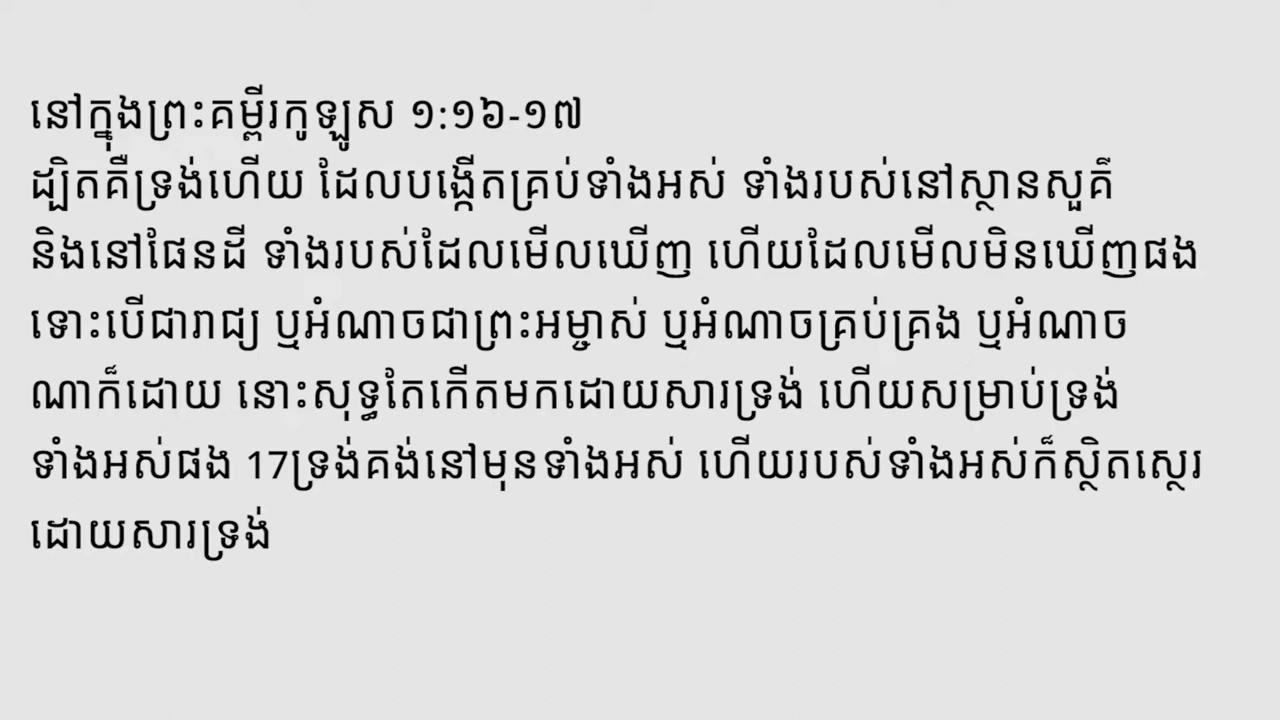 នៅក្នុងព្រះគម្ពីរកូឡូស ១:១៦-១៧
ដ្បិតគឺទ្រង់ហើយ ដែលបង្កើតគ្រប់ទាំងអស់ ទាំងរបស់នៅស្ថានសួគ៌
និងនៅផែនដី ទាំងរបស់ដែលមើលឃើញ ហើយដែលមើលមិនឃើញផង
ទោះបើជារាជ្យ ឬអំណាចជាព្រះអម្ចាស់ ឬអំណាចគ្រប់គ្រង ឬអំណាច
ណាក៏ដោយ នោះសុទ្ធតែកើតមកដោយសារទ្រង់ ហើយសម្រាប់ទ្រង់
ទាំងអស់ផង 17ទ្រង់គង់នៅមុនទាំងអស់ ហើយរបស់ទាំងអស់ក៏ស្ថិតស្ថេរ
ដោយសារទ្រង់